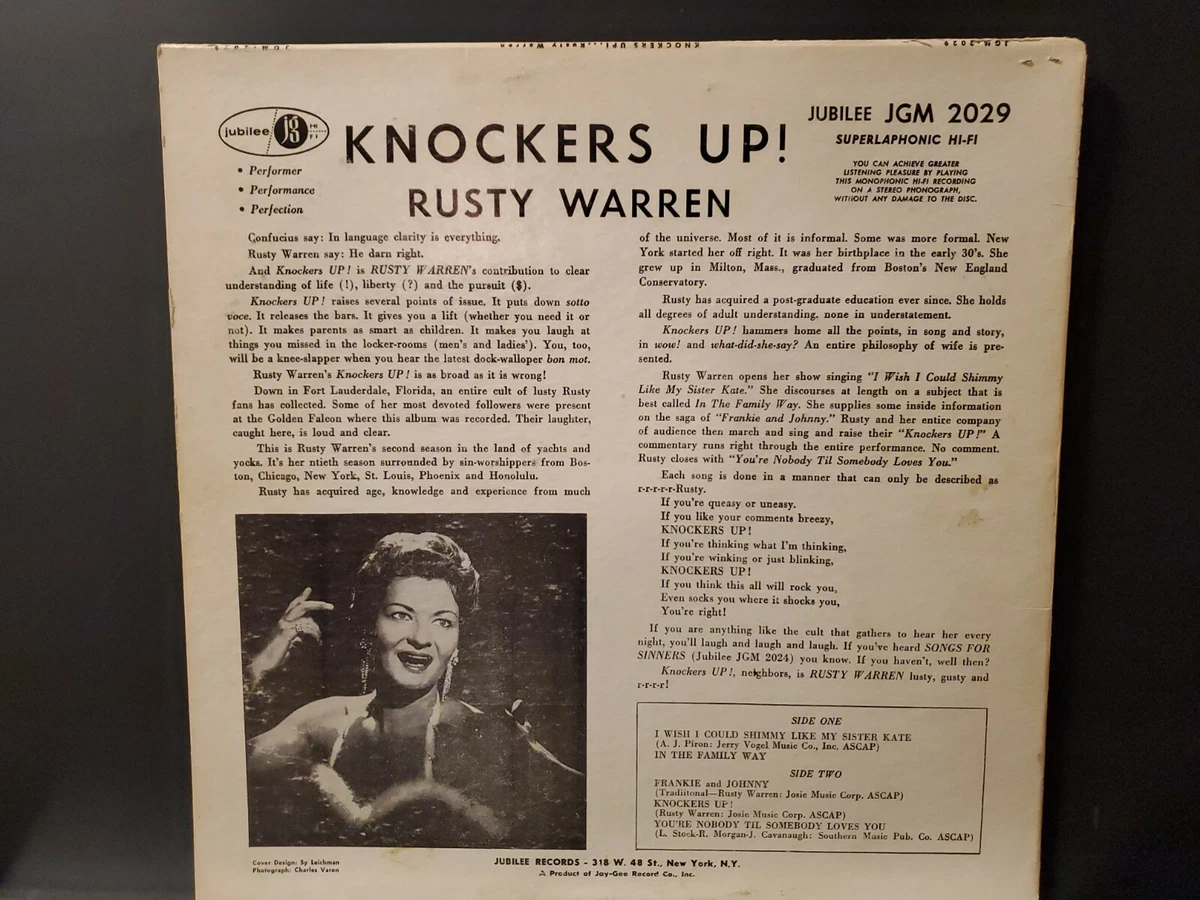 JGM-2029
KNOCKERS UP!...Rusty Warren
JGM-2029
jubilee jg HI FI
• Performer
• Performance
• Perfection
KNOCKERS UP!
RUSTY WARREN
JUBILEE JGM 2029
SUPERLAPHONIC HI-FI
YOU CAN ACHIEVE GREATER
LISTENING PLEASURE BY PLAYING
THIS MONOPHONIC HI-FI RECORDING
ON A STEREO PHONOGRAPH,
WITHOUT ANY DAMAGE TO THE DISC.
Confucius say: In language clarity is everything.
Rusty Warren say: He darn right.
And Knockers UP! is RUSTY WARREN's contribution to clear
understanding of life (!), liberty (?) and the pursuit ($).
Knockers UP! raises several points of issue. It puts down sotto
voce. It releases the bars. It gives you a lift (whether you need it or
not). It makes parents as smart as children. It makes you laugh at
things you missed in the locker-rooms (men's and ladies'). You, too,
will be a knee-slapper when you hear the latest dock-walloper bon mot.
Rusty Warren's Knockers UP! is as broad as it is wrong!
Down in Fort Lauderdale, Florida, an entire cult of lusty Rusty
fans has collected. Some of her most devoted followers were present
at the Golden Falcon where this album was recorded. Their laughter,
caught here, is loud and clear.
This is Rusty Warren's second season in the land of yachts and
yocks. It's her ntieth season surrounded by sin-worshippers from Bos-
ton, Chicago, New York, St. Louis, Phoenix and Honolulu.
Rusty has acquired age, knowledge and experience from much
of the universe. Most of it is informal. Some was more formal. New
York started her off right. It was her birthplace in the early 30's. She
grew up in Milton, Mass., graduated from Boston's New England
Conservatory.
Rusty has acquired a post-graduate education ever since. She holds
all degrees of adult understanding. none in understatement.
Knockers UP! hammers home all the points, in song and story,
in wow! and what-did-she-say? An entire philosophy of wife is pre-
sented.
Rusty Warren opens her show singing "I Wish I Could Shimmy
Like My Sister Kate." She discourses at length on a subject that is
best called In The Family Way. She supplies some inside information
on the saga of "Frankie and Johnny." Rusty and her entire company
of audience then march and sing and raise their "Knockers UP!" A
commentary runs right through the entire performance. No comment.
Rusty closes with "You're Nobody Til Somebody Loves You."
Each song is done in a manner that can only be described as
r-r-r-r-Rusty.
If you're queasy or uneasy.
If you like your comments breezy,
KNOCKERS UP!
If you're thinking what I'm thinking,
If you're winking or just blinking,
KNOCKERS UP!
If you think this all will rock you,
Even socks you where it shocks you,
You're right!
If you are anything like the cult that gathers to hear her every
night, you'll laugh and laugh and laugh. If you've heard SONGS FOR
SINNERS (Jubilee JGM 2024) you know. If you haven't, well then?
Knockers UP!, neighbors, is RUSTY WARREN lusty, gusty and
r-r-r-r!
SIDE ONE
I WISH I COULD SHIMMY LIKE MY SISTER KATE
(A. J. Piron: Jerry Vogel Music Co., Inc. ASCAP)
IN THE FAMILY WAY
SIDE TWO
FRANKIE and JOHNNY
(Tradiitonal—Rusty Warren: Josie Music Corp. ASCAP)
KNOCKERS UP!
(Rusty Warren: Josie Music Corp. ASCAP)
YOU'RE NOBODY TIL SOMEBODY LOVES YOU
(L. Stock-R. Morgan-J. Cavanaugh: Southern Music Pub. Co. ASCAP)
Cover Design: Sy Leichman
Photograph: Charles Varon
JUBILEE RECORDS – 318 W. 48 St., New York, N.Y.
A Product of Jay-Gee Record Co., Inc.